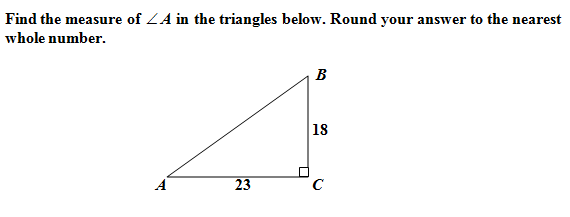 Find the measure of ∠A in the triangles below. Round your answer to the nearest
whole number.
B
18
A
23
C